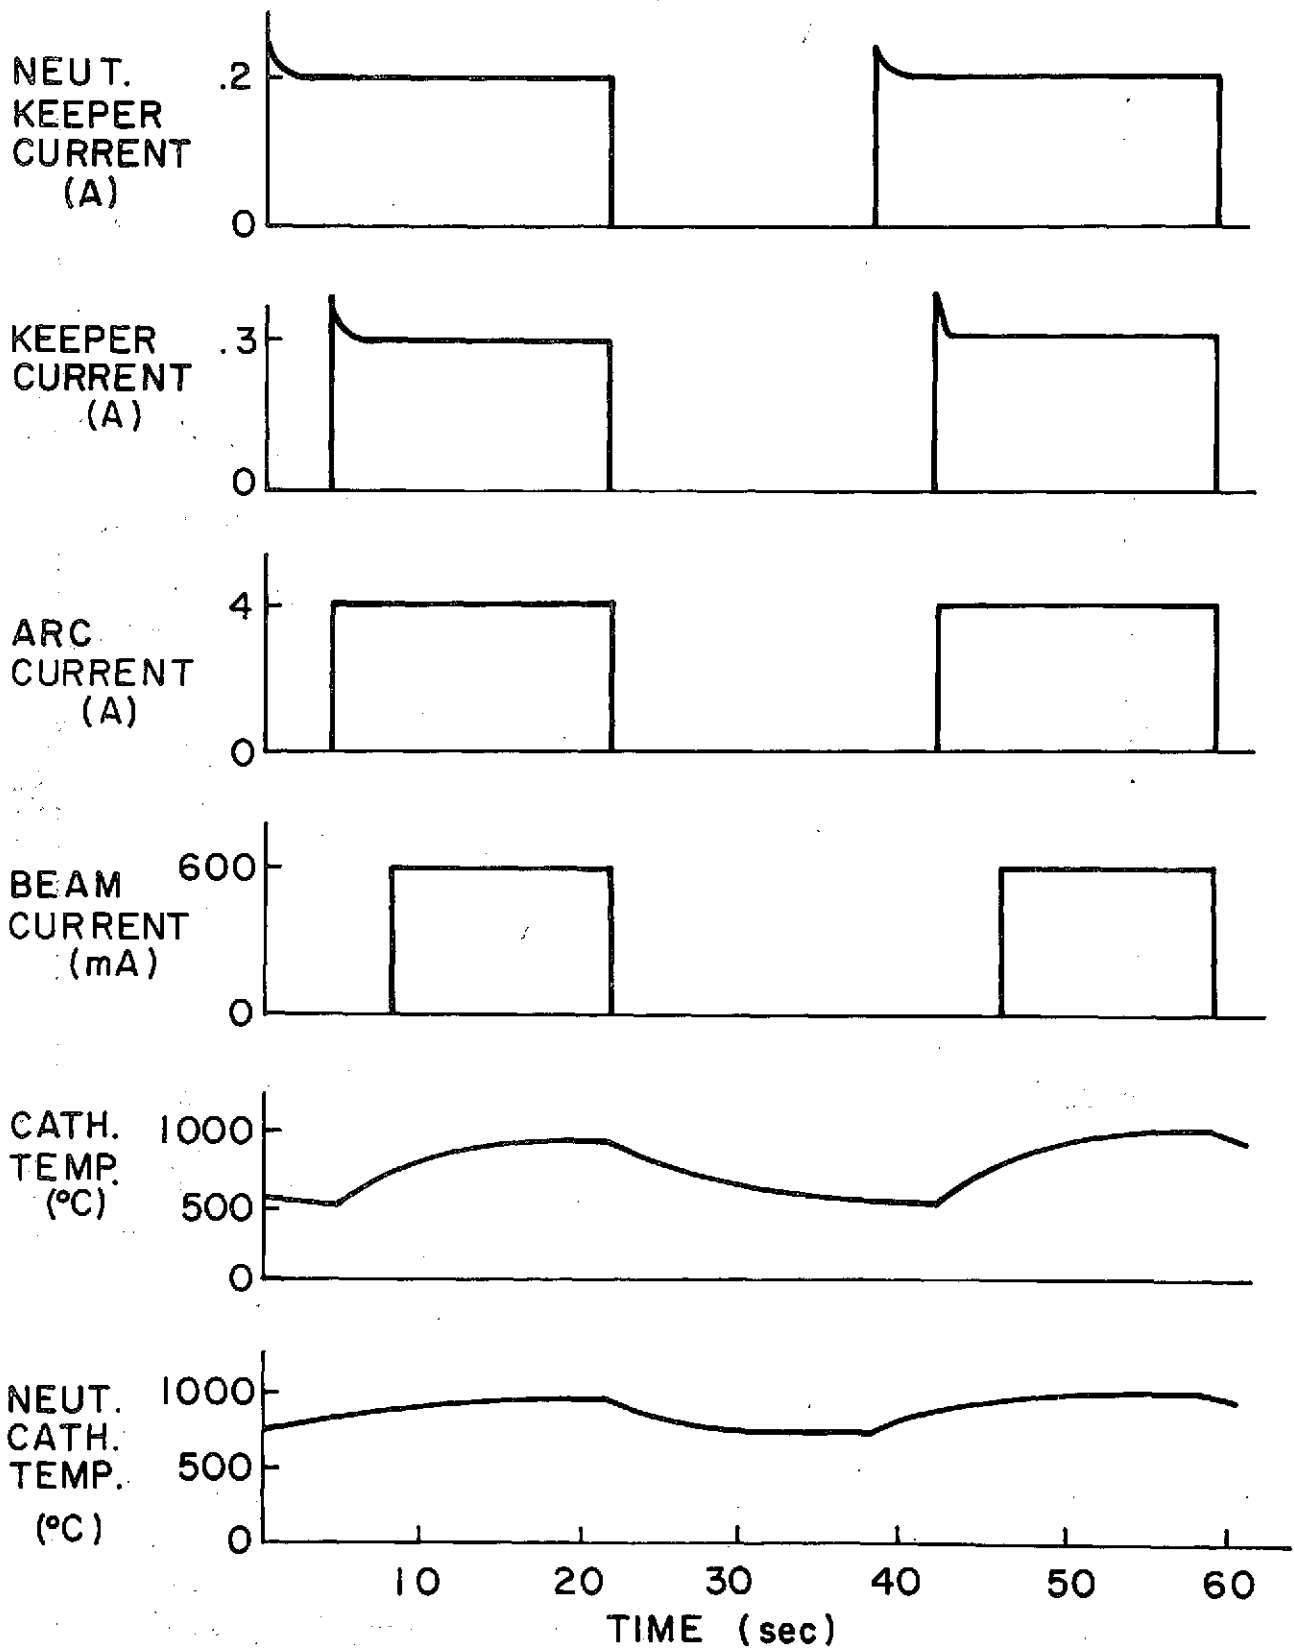 NEUT.
KEEPER
CURRENT
(A)
.2
0
KEEPER
CURRENT
(A)
.3
0
ARC
CURRENT
(A)
4
0
BEAM
CURRENT
(mA)
600
0
CATH.
TEMP.
(°C)
1000
500
0
NEUT.
CATH.
TEMP.
(°C)
1000
500
0
10 20 30 40 50 60
TIME (sec)